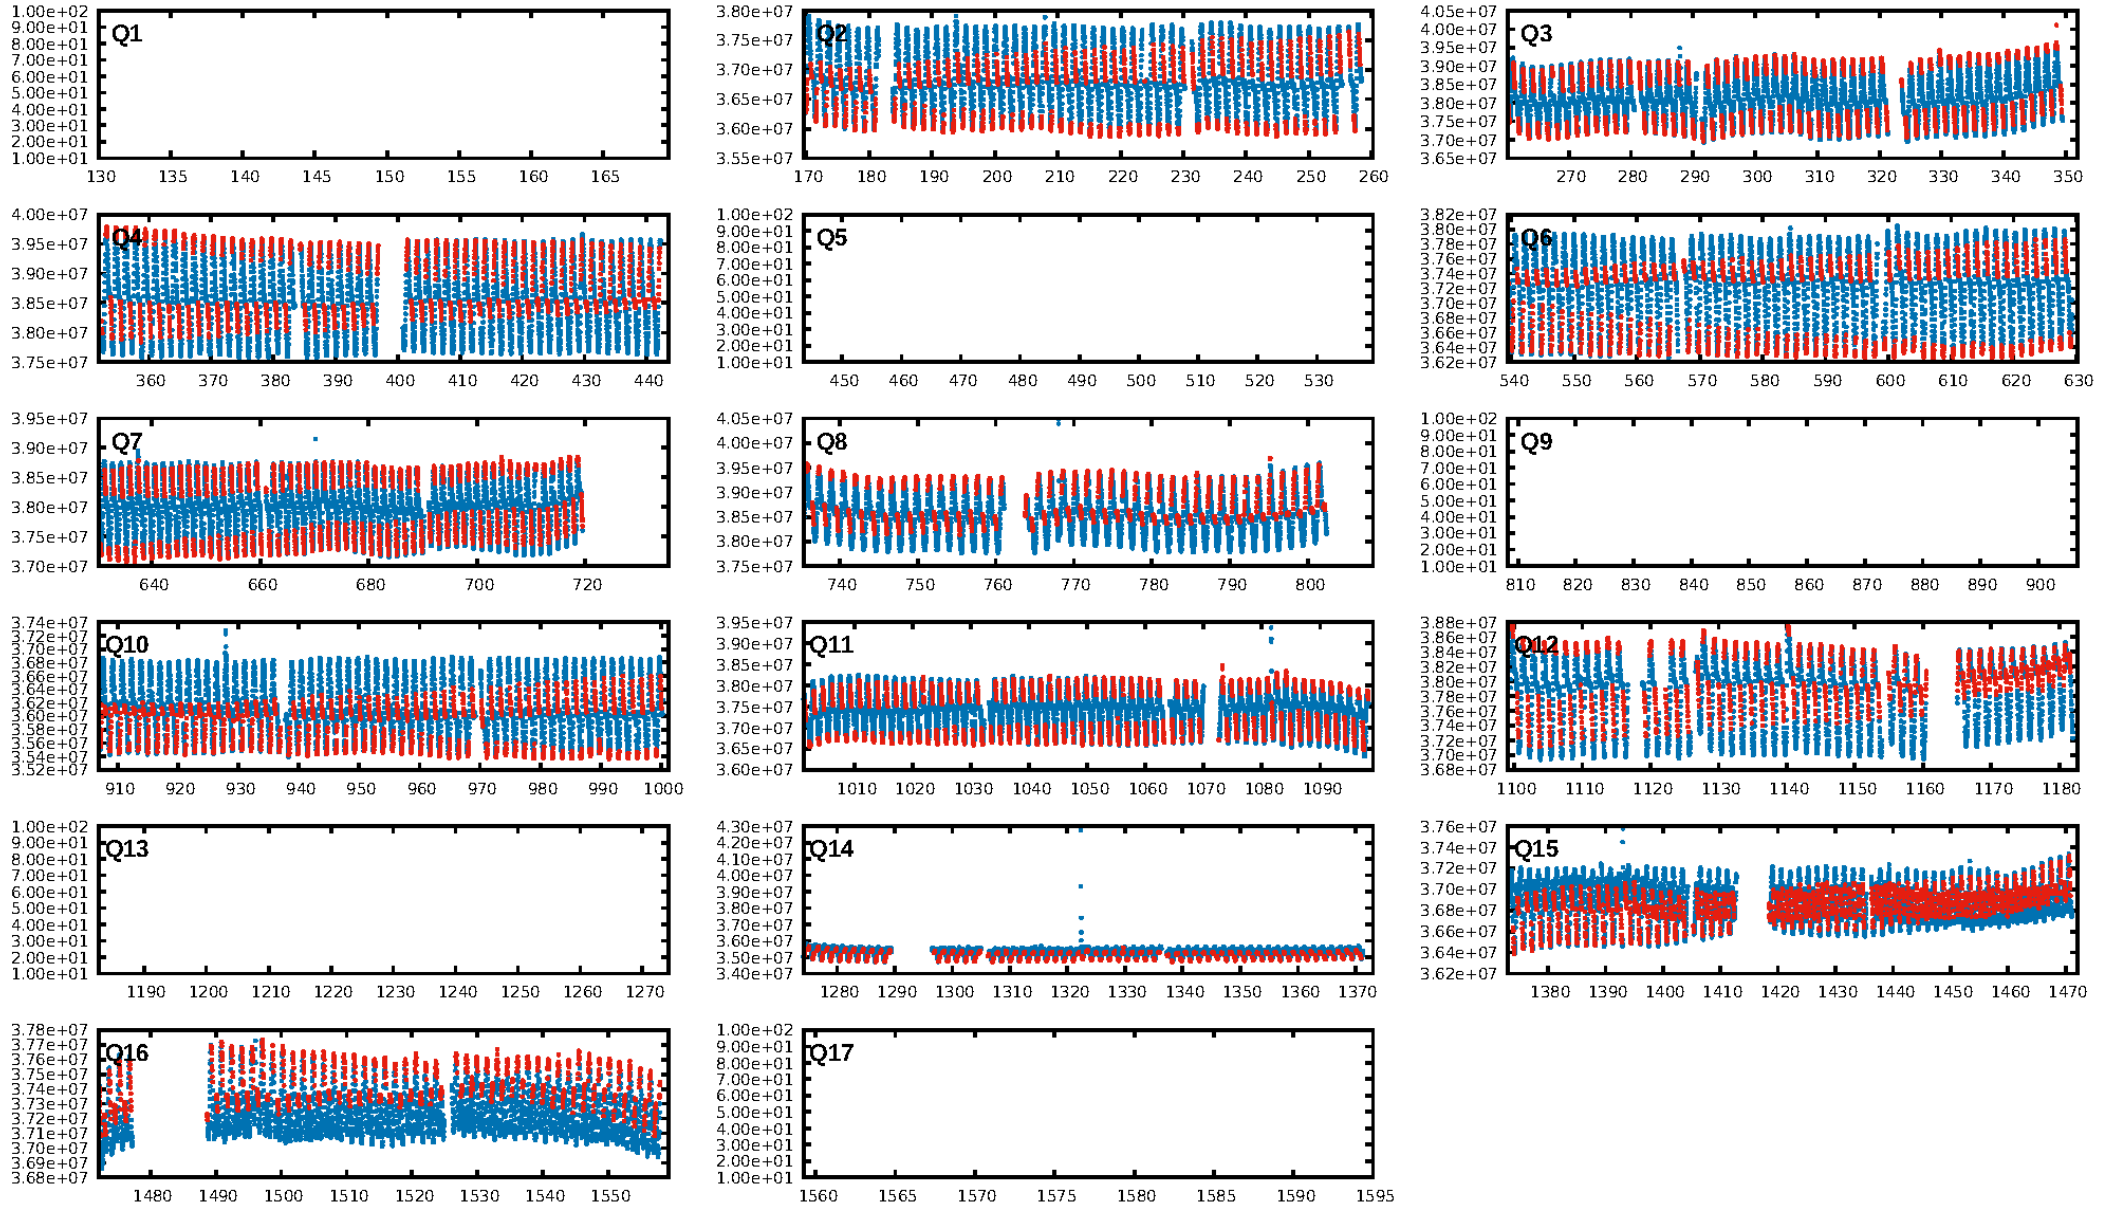 1.00e+02
9.00e+01
8.00e+01
7.00e+01
6.00e+01
5.00e+01
4.00e+01
3.00e+01
2.00e+01
1.00e+01
Q1
130 135 140 145 150 155 160 165
3.80e+07
3.75e+07
3.70e+07
3.65e+07
3.60e+07
3.55e+07
Q2
170 180 190 200 210 220 230 240 250 260
4.05e+07
4.00e+07
3.95e+07
3.90e+07
3.85e+07
3.80e+07
3.75e+07
3.70e+07
3.65e+07
Q3
270 280 290 300 310 320 330 340 350
4.00e+07
3.95e+07
3.90e+07
3.85e+07
3.80e+07
3.75e+07
Q4
360 370 380 390 400 410 420 430 440
1.00e+02
9.00e+01
8.00e+01
7.00e+01
6.00e+01
5.00e+01
4.00e+01
3.00e+01
2.00e+01
1.00e+01
Q5
450 460 470 480 490 500 510 520 530
3.82e+07
3.80e+07
3.78e+07
3.76e+07
3.74e+07
3.72e+07
3.70e+07
3.68e+07
3.66e+07
3.64e+07
3.62e+07
Q6
540 550 560 570 580 590 600 610 620 630
3.95e+07
3.90e+07
3.85e+07
3.80e+07
3.75e+07
3.70e+07
Q7
640 660 680 700 720
4.05e+07
4.00e+07
3.95e+07
3.90e+07
3.85e+07
3.80e+07
3.75e+07
Q8
740 750 760 770 780 790 800
1.00e+02
9.00e+01
8.00e+01
7.00e+01
6.00e+01
5.00e+01
4.00e+01
3.00e+01
2.00e+01
1.00e+01
Q9
810 820 830 840 850 860 870 880 890 900
3.74e+07
3.72e+07
3.70e+07
3.68e+07
3.66e+07
3.64e+07
3.62e+07
3.60e+07
3.58e+07
3.56e+07
3.54e+07
3.52e+07
Q10
910 920 930 940 950 960 970 980 990 1000
3.95e+07
3.90e+07
3.85e+07
3.80e+07
3.75e+07
3.70e+07
3.65e+07
3.60e+07
Q11
1010 1020 1030 1040 1050 1060 1070 1080 1090
3.88e+07
3.86e+07
3.84e+07
3.82e+07
3.80e+07
3.78e+07
3.76e+07
3.74e+07
3.72e+07
3.70e+07
3.68e+07
Q12
1100 1110 1120 1130 1140 1150 1160 1170 1180
1.00e+02
9.00e+01
8.00e+01
7.00e+01
6.00e+01
5.00e+01
4.00e+01
3.00e+01
2.00e+01
1.00e+01
Q13
1190 1200 1210 1220 1230 1240 1250 1260 1270
4.30e+07
4.20e+07
4.10e+07
4.00e+07
3.90e+07
3.80e+07
3.70e+07
3.60e+07
3.50e+07
3.40e+07
Q14
1280 1290 1300 1310 1320 1330 1340 1350 1360 1370
3.76e+07
3.74e+07
3.72e+07
3.70e+07
3.68e+07
3.66e+07
3.64e+07
3.62e+07
Q15
1380 1390 1400 1410 1420 1430 1440 1450 1460 1470
3.78e+07
3.77e+07
3.76e+07
3.75e+07
3.74e+07
3.73e+07
3.72e+07
3.71e+07
3.70e+07
3.69e+07
3.68e+07
Q16
1480 1490 1500 1510 1520 1530 1540 1550
1.00e+02
9.00e+01
8.00e+01
7.00e+01
6.00e+01
5.00e+01
4.00e+01
3.00e+01
2.00e+01
1.00e+01
Q17
1560 1565 1570 1575 1580 1585 1590 1595